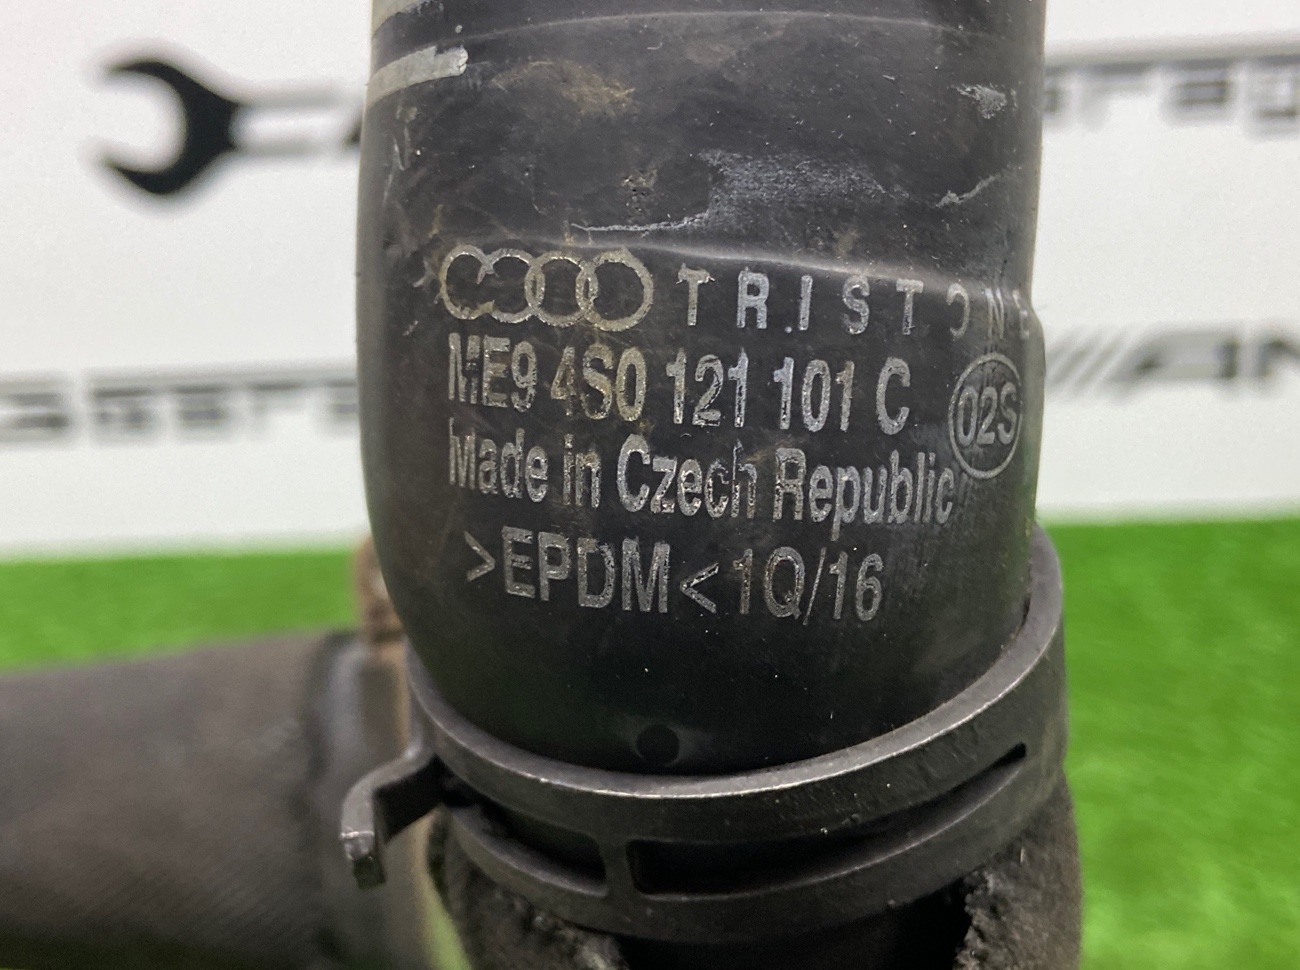 TRISTONE
ME9 4S0 121 101 C
02S
Made in Czech Republic
>EPDM< 1Q/16